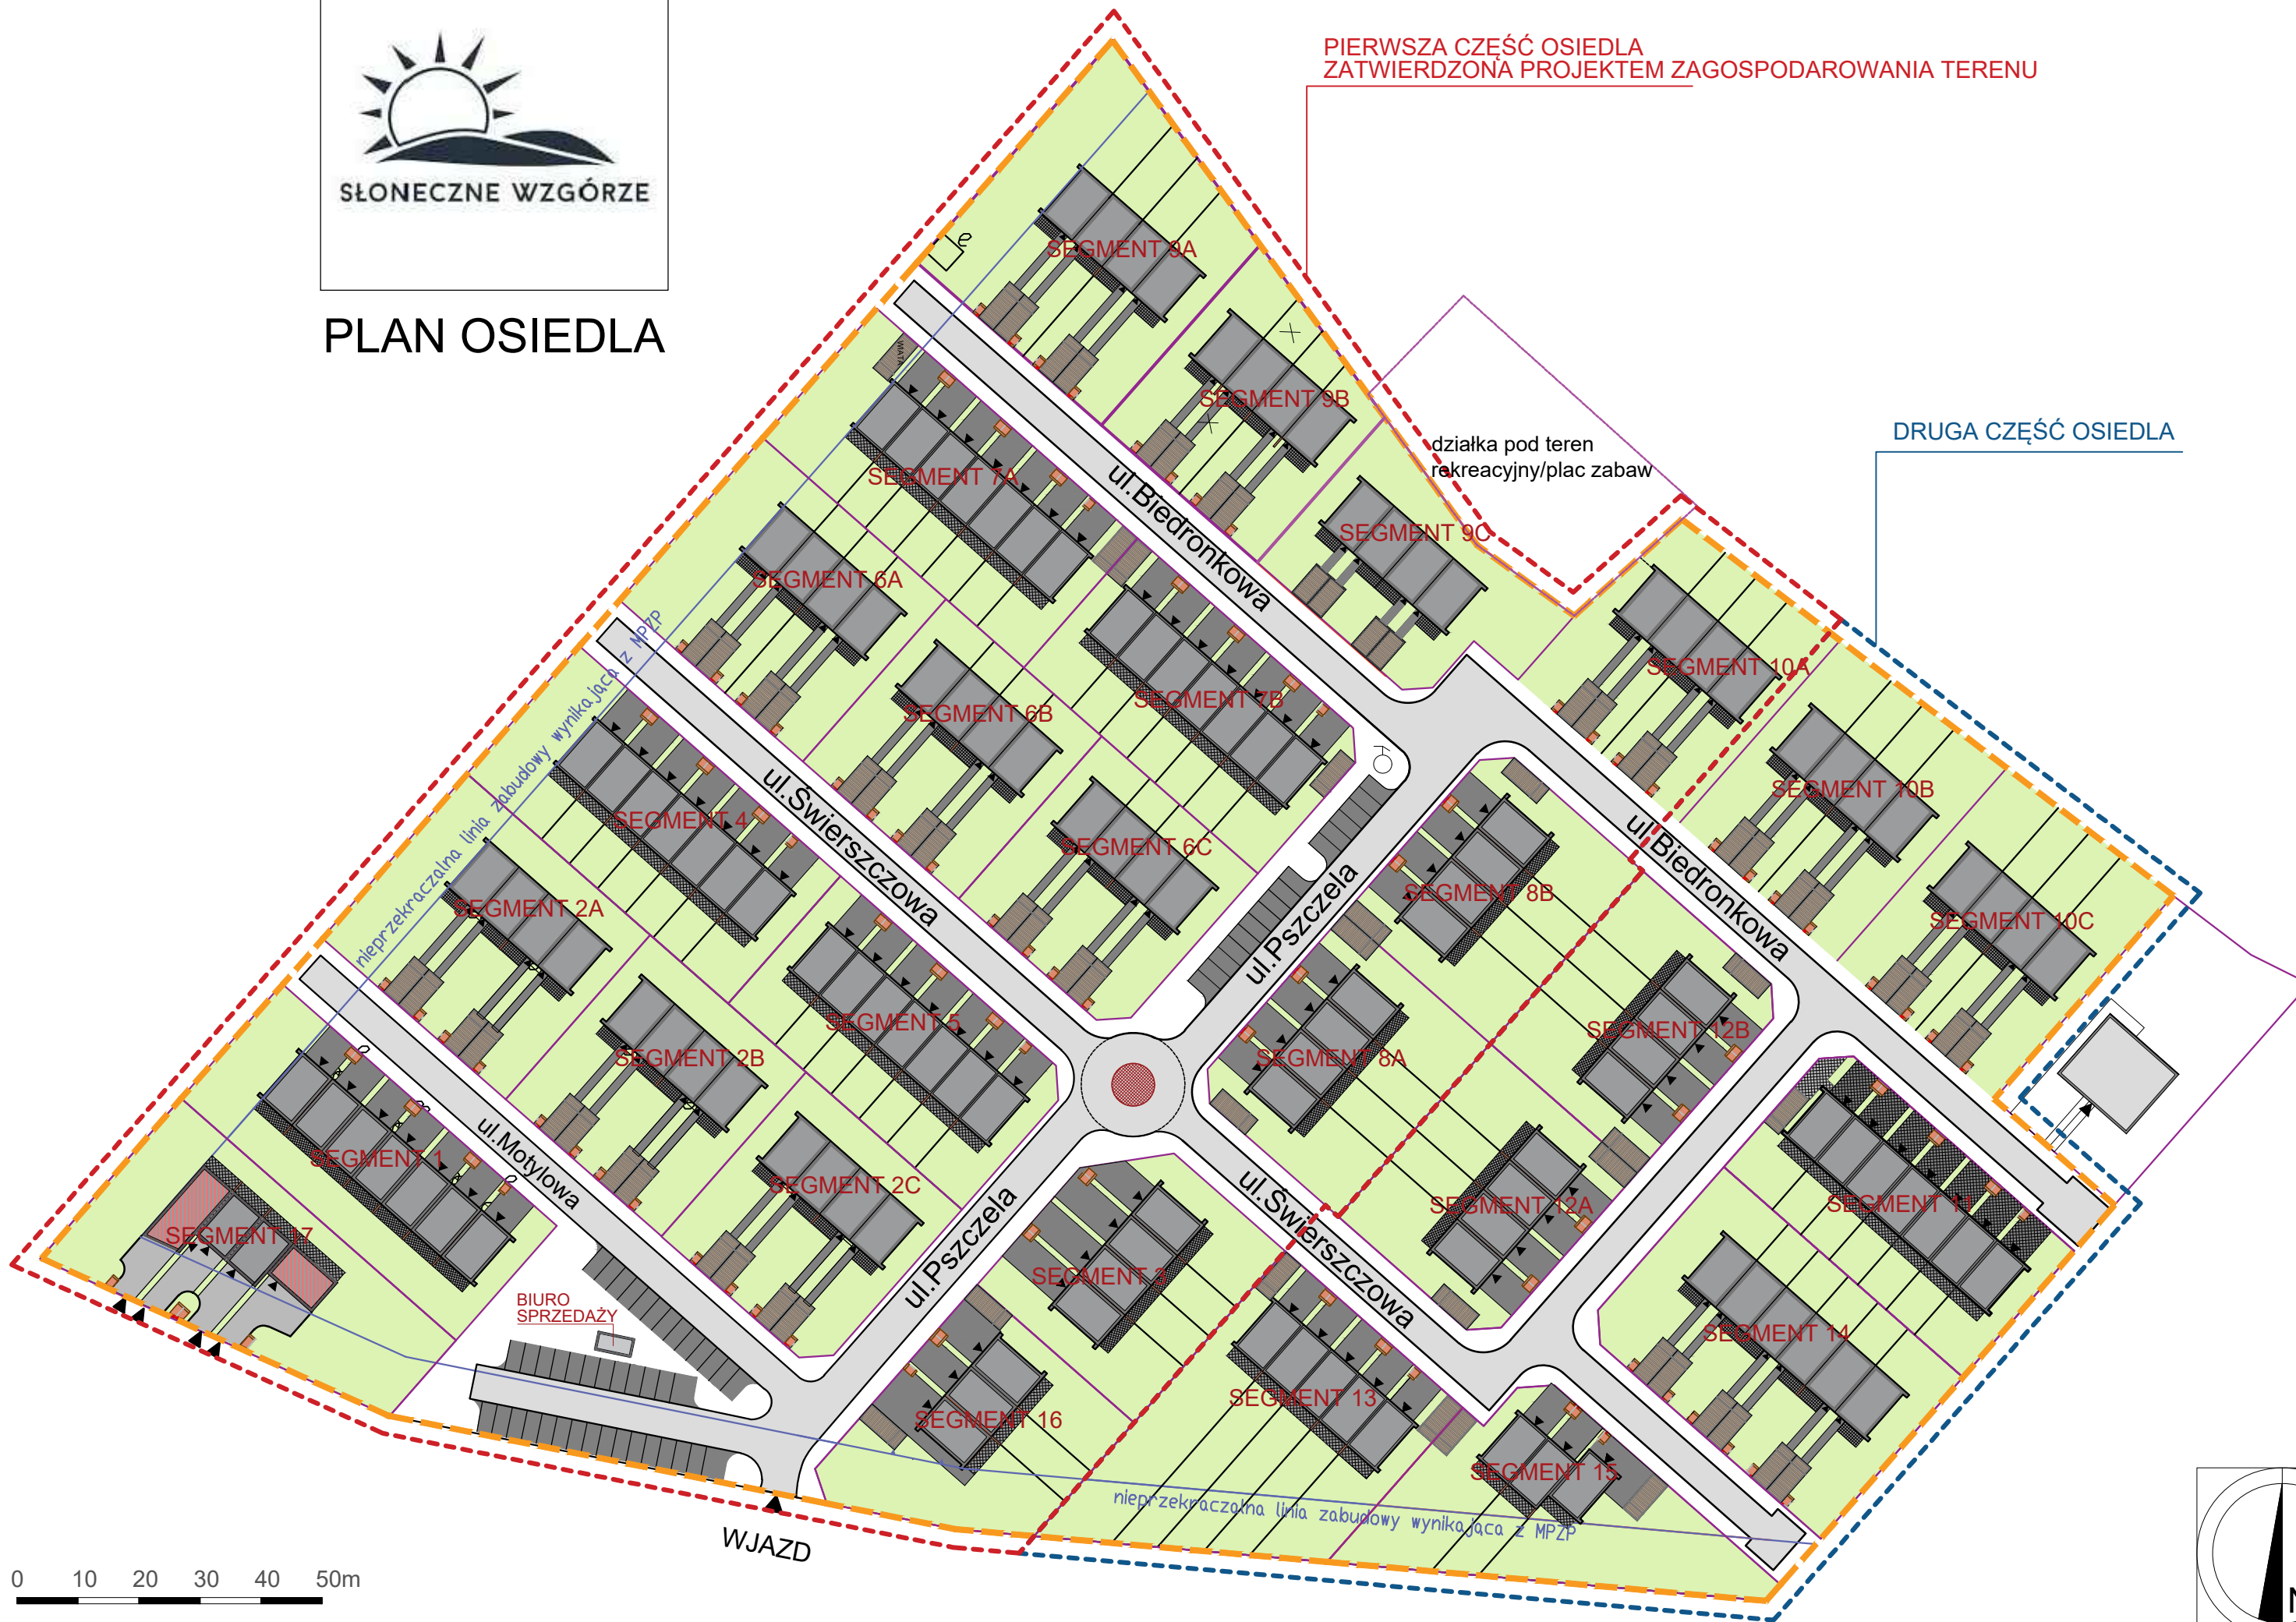 SŁONECZNE WZGÓRZE
PLAN OSIEDLA
PIERWSZA CZĘŚĆ OSIEDLA
ZATWIERDZONA PROJEKTEM ZAGOSPODAROWANIA TERENU
DRUGA CZĘŚĆ OSIEDLA
działka pod teren
rekreacyjny/plac zabaw
SEGMENT 9A
SEGMENT 9B
SEGMENT 9C
SEGMENT 10A
SEGMENT 10B
SEGMENT 10C
WIATA
SEGMENT 7A
SEGMENT 7B
ul.Biedronkowa
ul.Biedronkowa
SEGMENT 6A
SEGMENT 6B
SEGMENT 6C
nieprzekraczalna linia zabudowy wynikająca z MPZP
SEGMENT 4
SEGMENT 5
ul.Świerszczowa
ul.Pszczela
SEGMENT 8B
SEGMENT 8A
SEGMENT 12B
SEGMENT 12A
SEGMENT 2A
SEGMENT 2B
SEGMENT 2C
ul.Motylowa
ul.Pszczela
ul.Świerszczowa
SEGMENT 1
SEGMENT 17
BIURO
SPRZEDAŻY
SEGMENT 3
SEGMENT 16
SEGMENT 13
SEGMENT 15
SEGMENT 11
SEGMENT 14
nieprzekraczalna linia zabudowy wynikająca z MPZP
WJAZD
0 10 20 30 40 50m